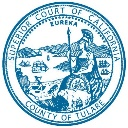 SUPERIOR COURT OF CALIFORNIA
EUREKA
COUNTY OF TULARE